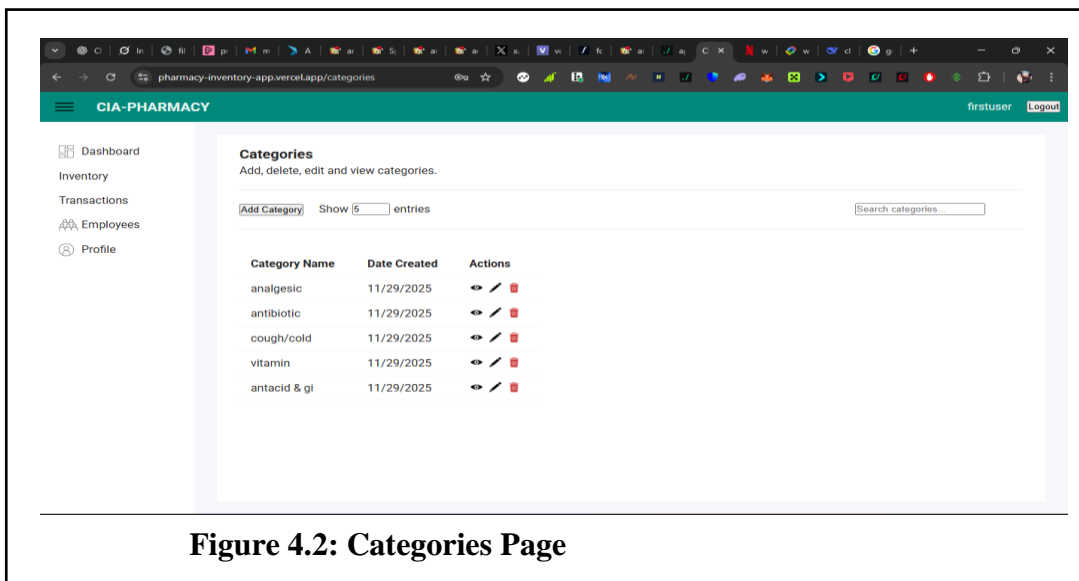 pharmacy-inventory-app.vercel.app/categories
CIA-PHARMACY
firstuser Logout
Dashboard
Inventory
Transactions
Employees
Profile
Categories
Add, delete, edit and view categories.
Add Category Show 5 entries
Search categories...
Category Name Date Created Actions
analgesic 11/29/2025
antibiotic 11/29/2025
cough/cold 11/29/2025
vitamin 11/29/2025
antacid & gi 11/29/2025
Figure 4.2: Categories Page